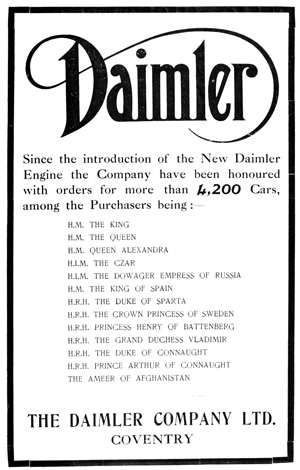 Daimler
Since the introduction of the New Daimler
Engine the Company have been honoured
with orders for more than 4,200 Cars,
among the Purchasers being :—
H.M. THE KING
H.M. THE QUEEN
H.M. QUEEN ALEXANDRA
H.I.M. THE CZAR
H.I.M. THE DOWAGER EMPRESS OF RUSSIA
H.M. THE KING OF SPAIN
H.R.H. THE DUKE OF SPARTA
H.R.H. THE CROWN PRINCESS OF SWEDEN
H.R.H. PRINCESS HENRY OF BATTENBERG
H.R.H. THE GRAND DUCHESS VLADIMIR
H.R.H. THE DUKE OF CONNAUGHT
H.R.H. PRINCE ARTHUR OF CONNAUGHT
THE AMEER OF AFGHANISTAN
THE DAIMLER COMPANY LTD.
COVENTRY